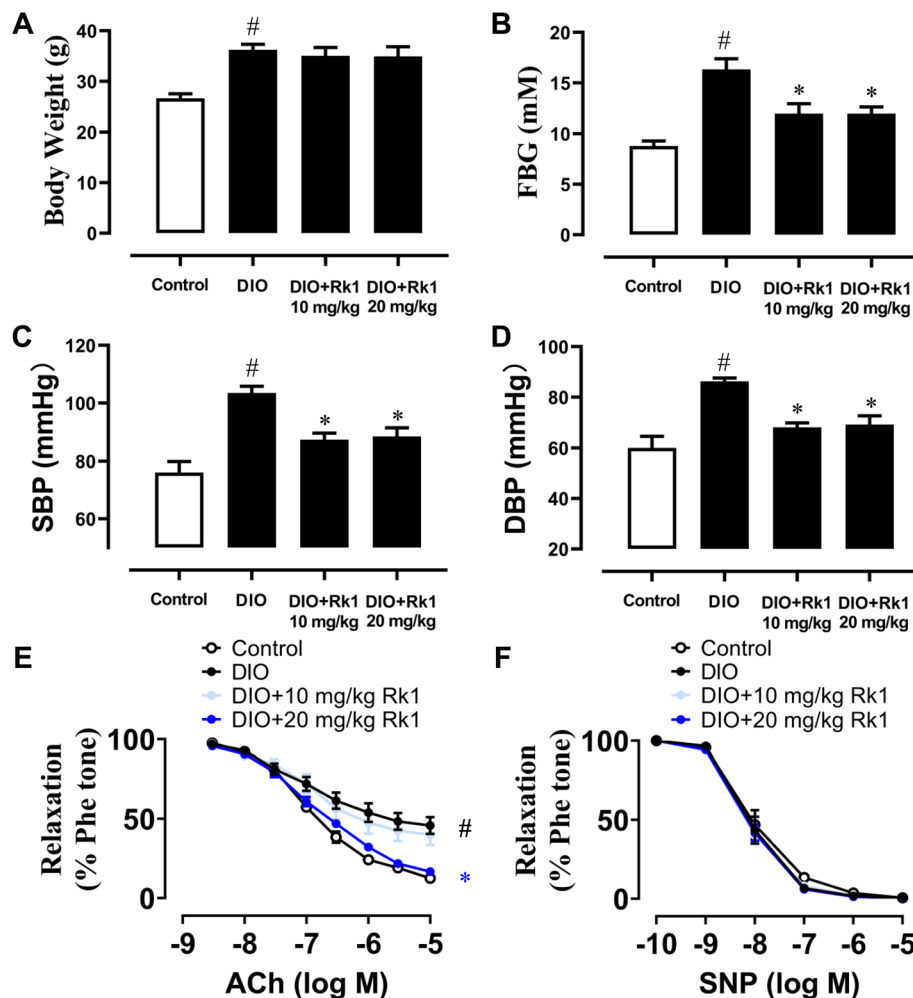 A
Body Weight (g)
40
30
20
10
0
#
Control
DIO
DIO+Rk1
10 mg/kg
DIO+Rk1
20 mg/kg
B
FBG (mM)
20
15
10
5
0
#
*
*
Control
DIO
DIO+Rk1
10 mg/kg
DIO+Rk1
20 mg/kg
C
SBP (mmHg)
120
100
80
60
#
*
*
Control
DIO
DIO+Rk1
10 mg/kg
DIO+Rk1
20 mg/kg
D
DBP (mmHg)
100
80
60
40
20
#
*
*
Control
DIO
DIO+Rk1
10 mg/kg
DIO+Rk1
20 mg/kg
E
Control
DIO
DIO+10 mg/kg Rk1
DIO+20 mg/kg Rk1
Relaxation
(% Phe tone)
100
50
0
#
*
-9
-8
-7
-6
-5
ACh (log M)
F
Control
DIO
DIO+10 mg/kg Rk1
DIO+20 mg/kg Rk1
Relaxation
(% Phe tone)
100
50
0
-10
-9
-8
-7
-6
-5
SNP (log M)